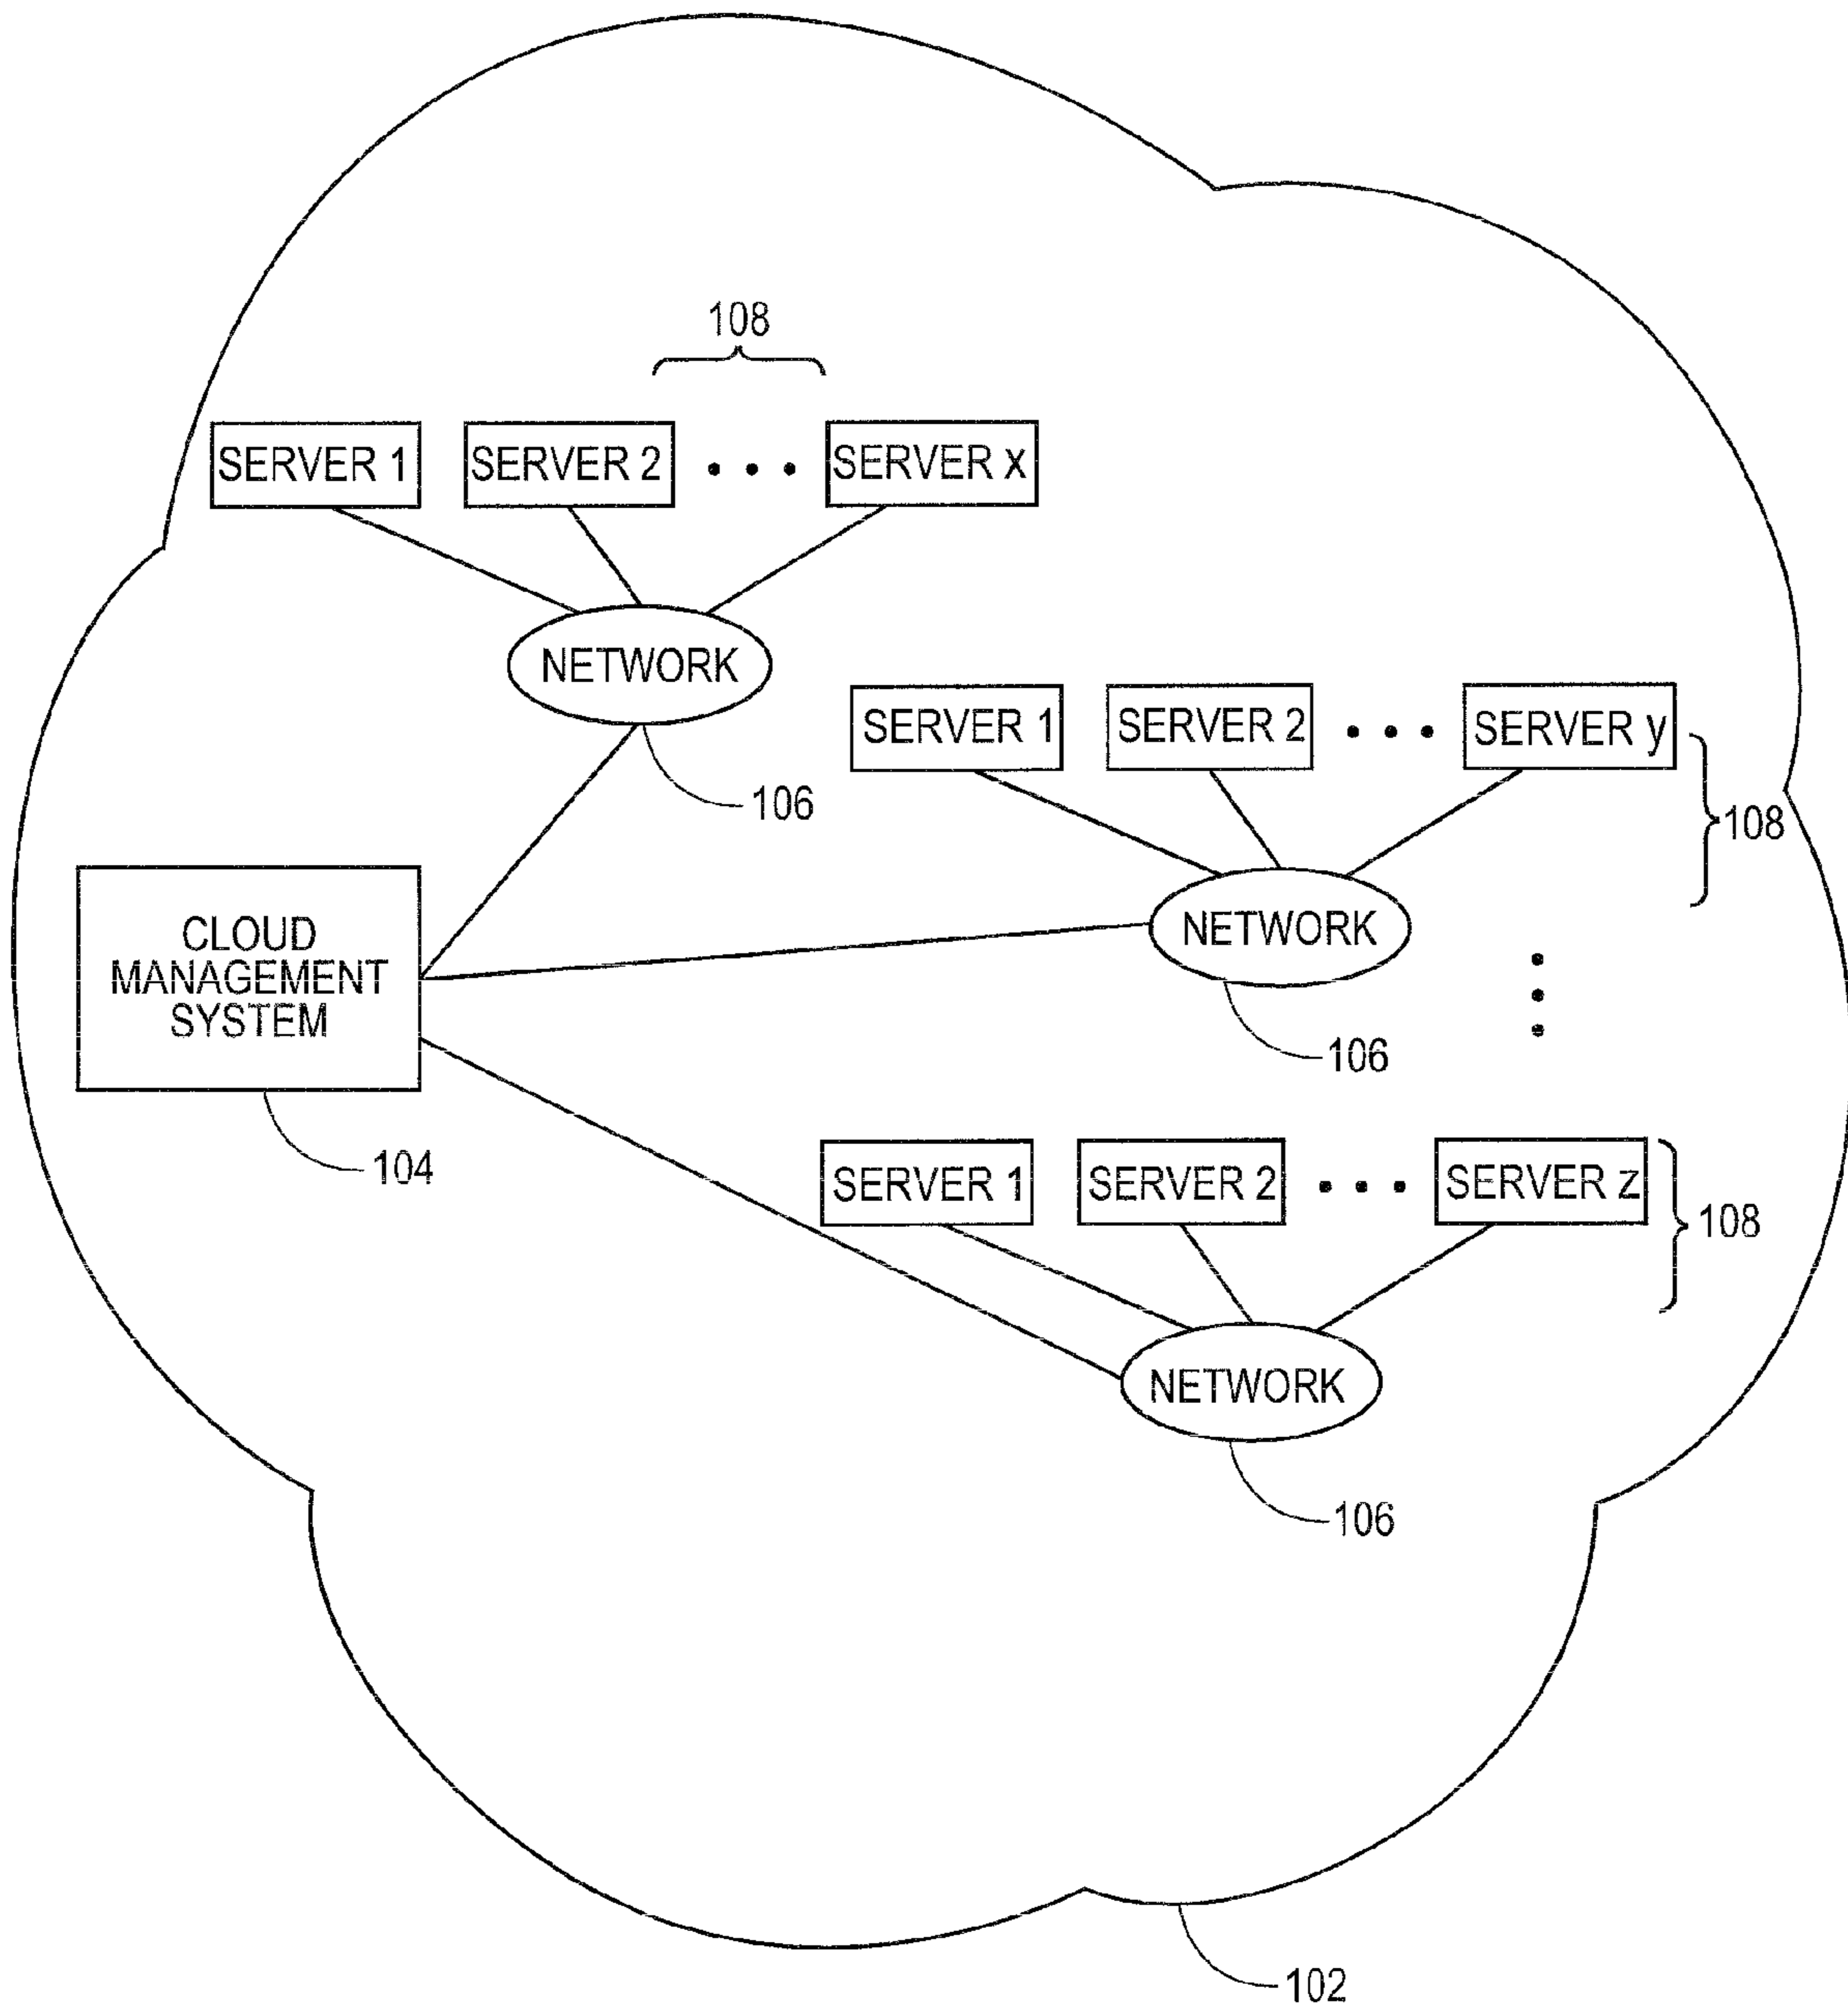 108
SERVER 1
SERVER 2
SERVER x
NETWORK
106
SERVER 1
SERVER 2
SERVER y
108
NETWORK
106
CLOUD
MANAGEMENT
SYSTEM
104
SERVER 1
SERVER 2
SERVER z
108
NETWORK
106
102